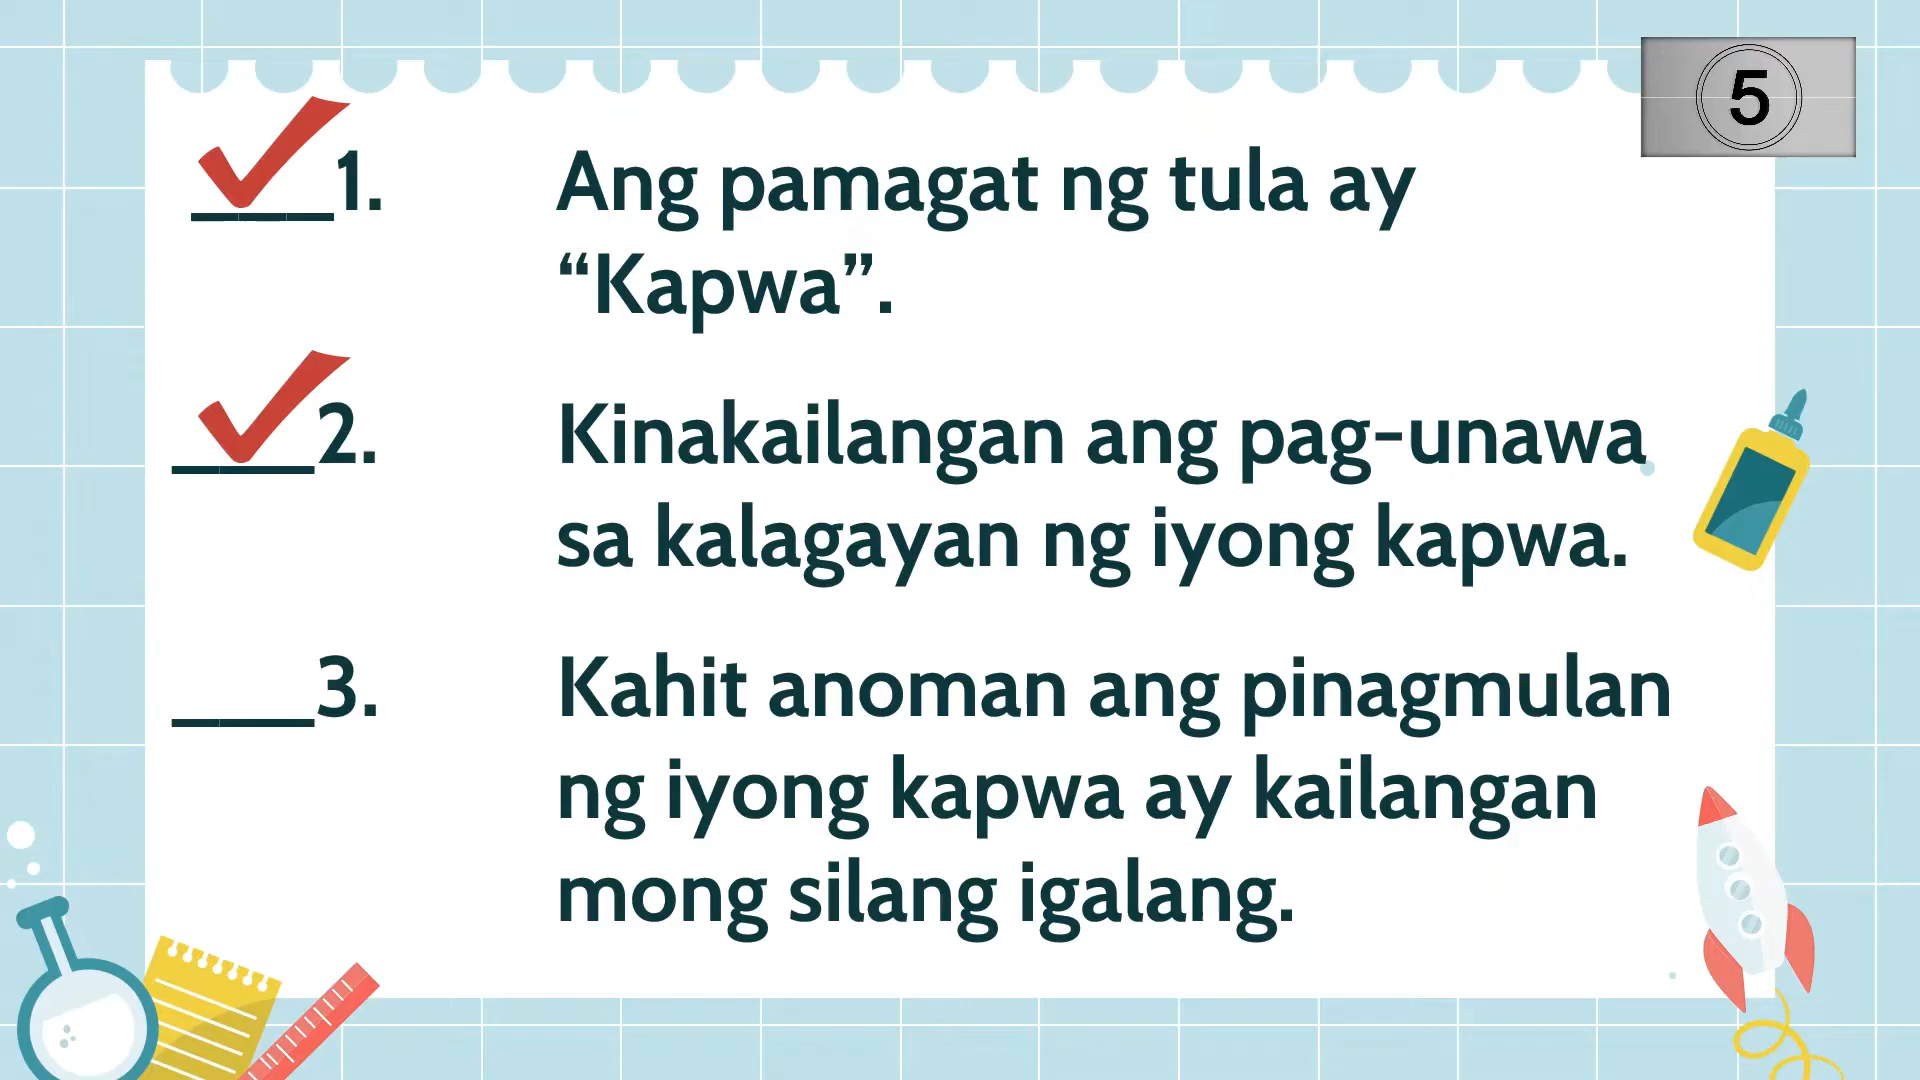 5
____1. Ang pamagat ng tula ay
“Kapwa”.
____2. Kinakailangan ang pag-unawa
sa kalagayan ng iyong kapwa.
____3. Kahit anoman ang pinagmulan
ng iyong kapwa ay kailangan
mong silang igalang.